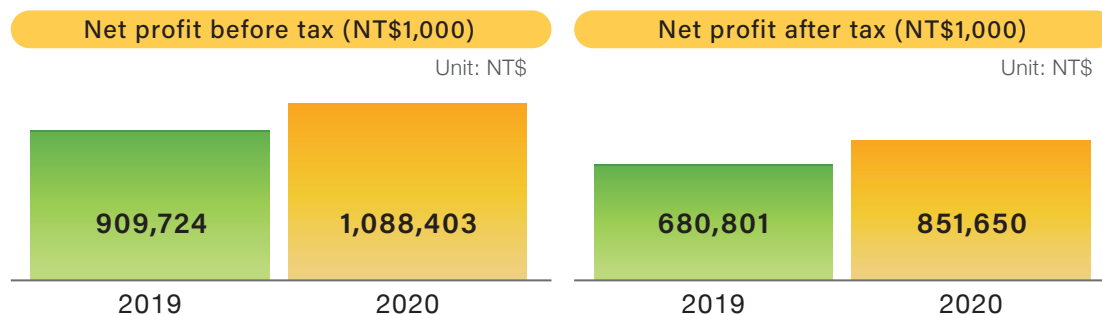 Net profit before tax (NT$1,000)
Unit: NT$
909,724
1,088,403
2019
2020
Net profit after tax (NT$1,000)
Unit: NT$
680,801
851,650
2019
2020